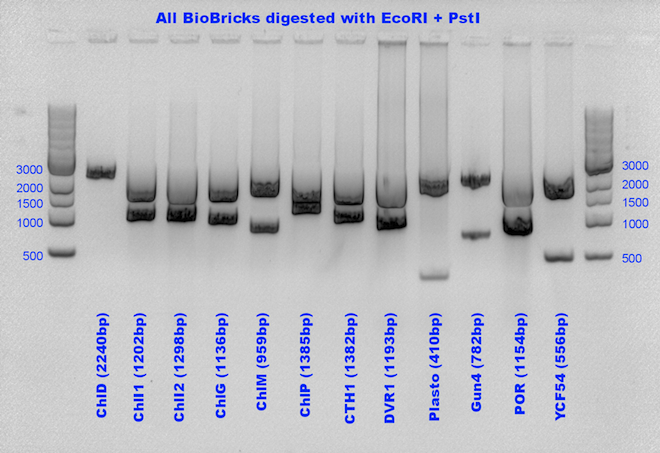 All BioBricks digested with EcoRI + PstI
3000
2000
1500
1000
500
3000
2000
1500
1000
500
ChlD (2240bp)
ChlI1 (1202bp)
ChlI2 (1298bp)
ChlG (1136bp)
ChlM (959bp)
ChlP (1385bp)
CTH1 (1382bp)
DVR1 (1193bp)
Plasto (410bp)
Gun4 (782bp)
POR (1154bp)
YCF54 (556bp)